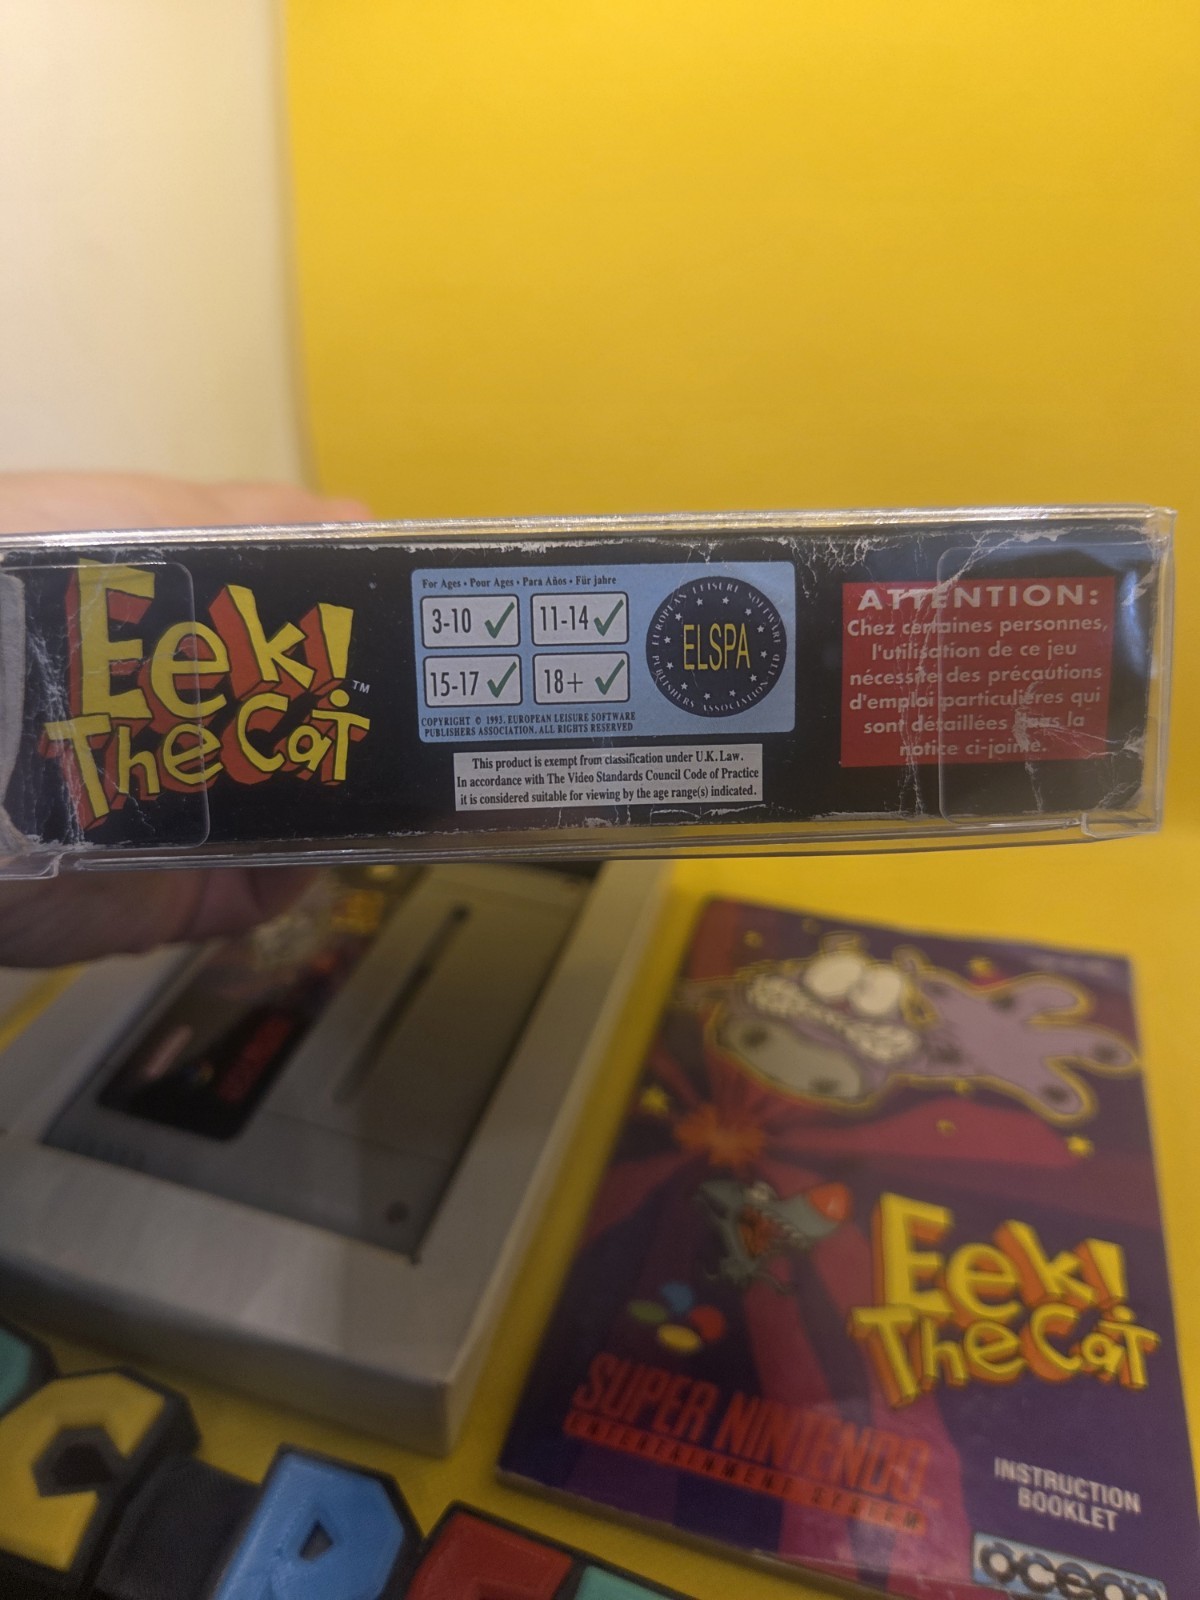 Eek!
The Cat
TM
For Ages • Pour Ages • Para Años • Für jahre
3-10
11-14
15-17
18+
COPYRIGHT © 1993. EUROPEAN LEISURE SOFTWARE
PUBLISHERS ASSOCIATION. ALL RIGHTS RESERVED
EUROPEAN LEISURE SOFTWARE
PUBLISHERS ASSOCIATION LTD
ELSPA
This product is exempt from classification under U.K. Law.
In accordance with The Video Standards Council Code of Practice
it is considered suitable for viewing by the age range(s) indicated.
ATTENTION:
Chez certaines personnes,
l'utilisation de ce jeu
nécessite des précautions
d'emploi particulières qui
sont détaillées dans la
notice ci-jointe.
Eek!
The Cat
SUPER NINTENDO
ENTERTAINMENT SYSTEM
INSTRUCTION
BOOKLET
ocean